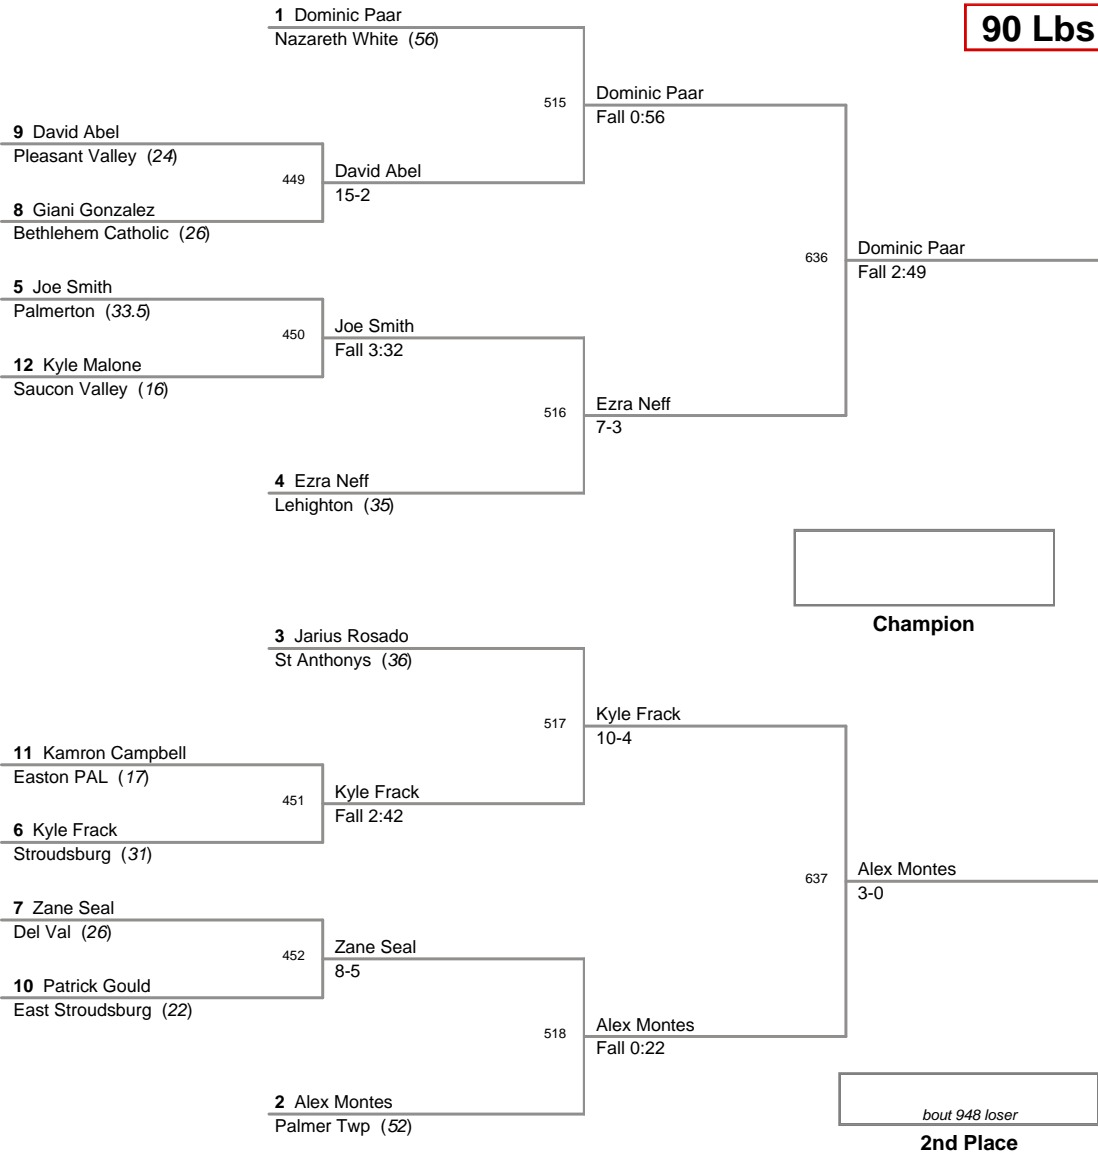 1 Dominic Paar
Nazareth White (56)
90 Lbs
515
Dominic Paar
Fall 0:56
9 David Abel
Pleasant Valley (24)
449
David Abel
15-2
8 Giani Gonzalez
Bethlehem Catholic (26)
636
Dominic Paar
Fall 2:49
5 Joe Smith
Palmerton (33.5)
450
Joe Smith
Fall 3:32
12 Kyle Malone
Saucon Valley (16)
516
Ezra Neff
7-3
4 Ezra Neff
Lehighton (35)
Champion
3 Jarius Rosado
St Anthonys (36)
517
Kyle Frack
10-4
11 Kamron Campbell
Easton PAL (17)
451
Kyle Frack
Fall 2:42
6 Kyle Frack
Stroudsburg (31)
637
Alex Montes
3-0
7 Zane Seal
Del Val (26)
452
Zane Seal
8-5
10 Patrick Gould
East Stroudsburg (22)
518
Alex Montes
Fall 0:22
2 Alex Montes
Palmer Twp (52)
bout 948 loser
2nd Place